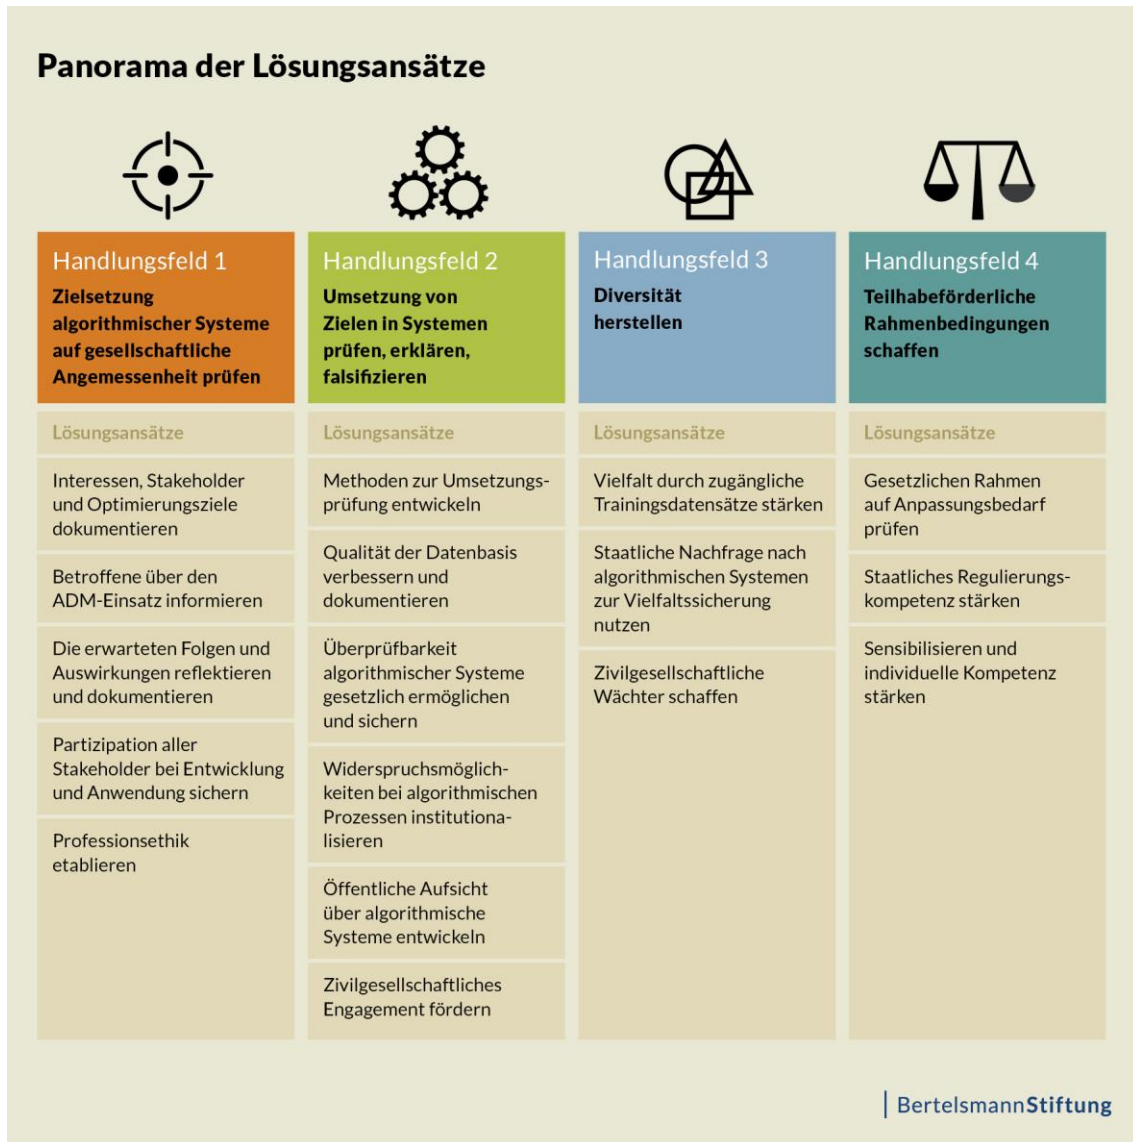 Panorama der Lösungsansätze
Handlungsfeld 1
Zielsetzung
algorithmischer Systeme
auf gesellschaftliche
Angemessenheit prüfen
Lösungsansätze
Interessen, Stakeholder
und Optimierungsziele
dokumentieren
Betroffene über den
ADM-Einsatz informieren
Die erwarteten Folgen und
Auswirkungen reflektieren
und dokumentieren
Partizipation aller
Stakeholder bei Entwicklung
und Anwendung sichern
Professionsethik
etablieren
Handlungsfeld 2
Umsetzung von
Zielen in Systemen
prüfen, erklären,
falsifizieren
Lösungsansätze
Methoden zur Umsetzungs-
prüfung entwickeln
Qualität der Datenbasis
verbessern und
dokumentieren
Überprüfbarkeit
algorithmischer Systeme
gesetzlich ermöglichen
und sichern
Widerspruchsmöglich-
keiten bei algorithmischen
Prozessen institutiona-
lisieren
Öffentliche Aufsicht
über algorithmische
Systeme entwickeln
Zivilgesellschaftliches
Engagement fördern
Handlungsfeld 3
Diversität
herstellen
Lösungsansätze
Vielfalt durch zugängliche
Trainingsdatensätze stärken
Staatliche Nachfrage nach
algorithmischen Systemen
zur Vielfaltssicherung
nutzen
Zivilgesellschaftliche
Wächter schaffen
Handlungsfeld 4
Teilhabeförderliche
Rahmenbedingungen
schaffen
Lösungsansätze
Gesetzlichen Rahmen
auf Anpassungsbedarf
prüfen
Staatliches Regulierungs-
kompetenz stärken
Sensibilisieren und
individuelle Kompetenz
stärken
BertelsmannStiftung